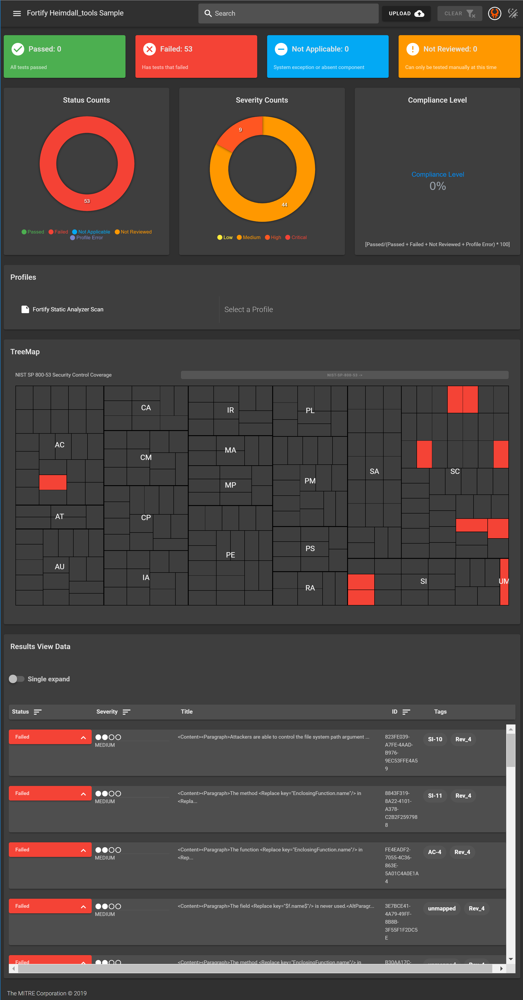 Fortify Heimdall_tools Sample
Search
UPLOAD
CLEAR
Passed: 0
All tests passed
Failed: 53
Has tests that failed
Not Applicable: 0
System exception or absent component
Not Reviewed: 0
Can only be tested manually at this time
Status Counts
53
Passed Failed Not Applicable Not Reviewed
Profile Error
Severity Counts
9
44
Low Medium High Critical
Compliance Level
Compliance Level
0%
[Passed/(Passed + Failed + Not Reviewed + Profile Error) * 100]
Profiles
Fortify Static Analyzer Scan
Select a Profile
TreeMap
NIST SP 800-53 Security Control Coverage
NIST-SP-800-53 ->
CA
IR
PL
AC
CM
MA
SA
SC
PM
MP
AT
CP
PS
PE
AU
IA
RA
SI
UM
Results View Data
Single expand
Status Severity Title ID Tags
Failed
MEDIUM
<Content><Paragraph>Attackers are able to control the file system path argument ...
823FE039-
A7FE-4AAD-
B976-
9EC53FFE4A5
9
SI-10 Rev_4
Failed
MEDIUM
<Content><Paragraph>The method <Replace key="EnclosingFunction.name"/> in
<Repla...
8843F319-
8A22-4101-
A378-
C2B2F259798
8
SI-11 Rev_4
Failed
MEDIUM
<Content><Paragraph>The function <Replace key="EnclosingFunction.name"/> in
<Rep...
FE4EADF2-
7055-4C36-
863E-
5A01C4A0E1A
4
AC-4 Rev_4
Failed
MEDIUM
<Content><Paragraph>The field <Replace key="$f.name$"/> is never used.<AltParagr...
3E7BCE41-
4A79-49FF-
8B8B-
3F55F1F2DC5
E
unmapped Rev_4
Failed
<Content><Paragraph>The method <Replace key="EnclosingFunction.name"/> in
B30AA17C-
unmapped Rev_4
The MITRE Corporation © 2019